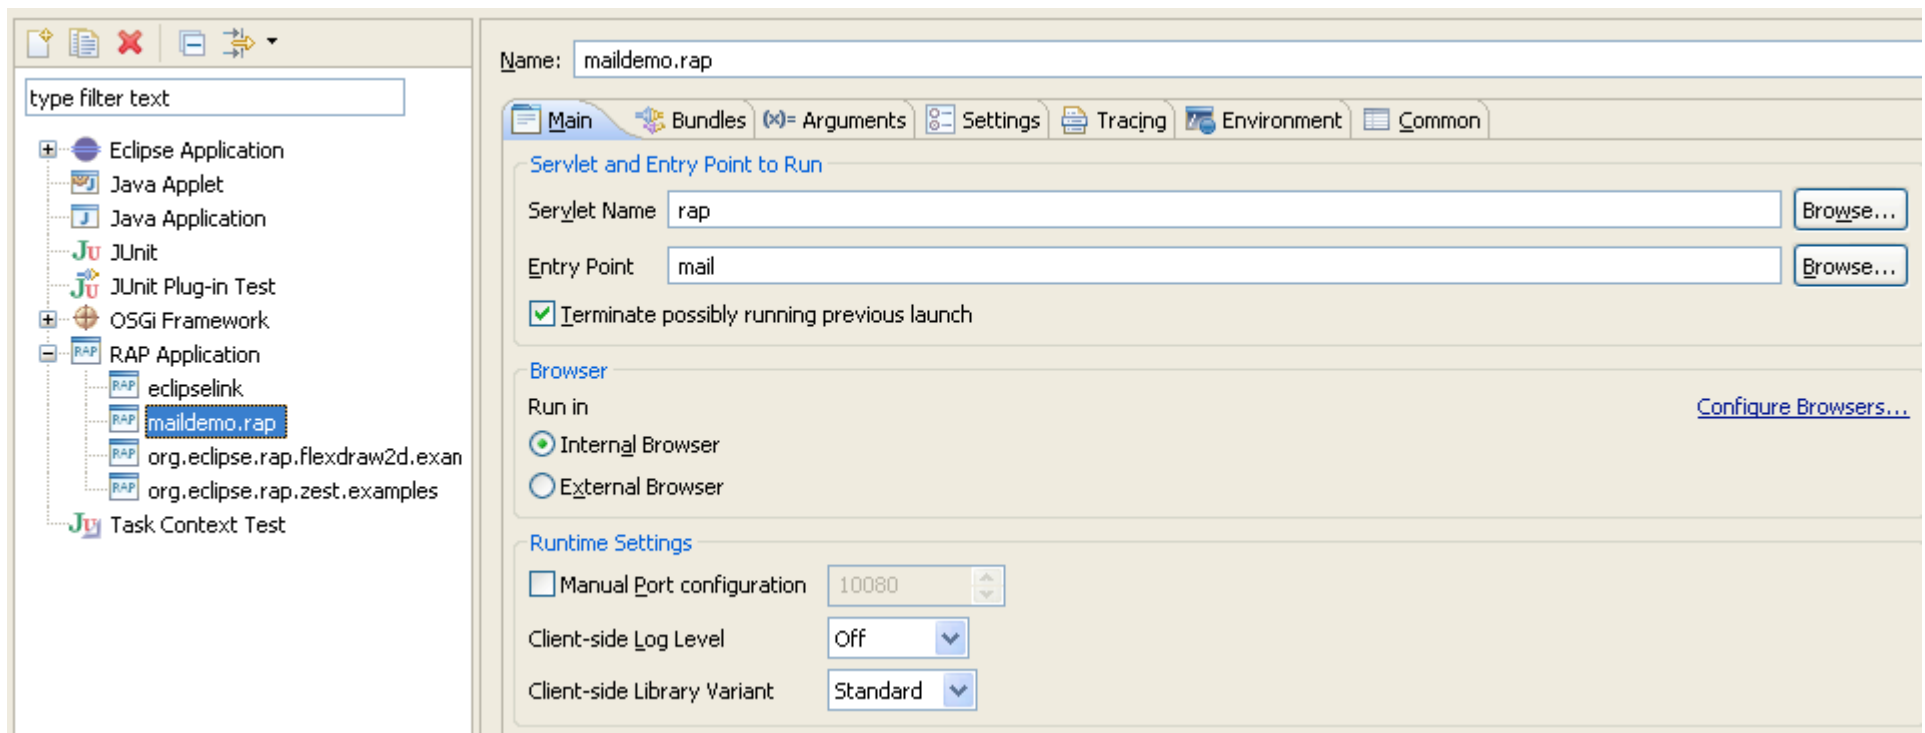 type filter text
Eclipse Application
Java Applet
Java Application
JUnit
JUnit Plug-in Test
OSGi Framework
RAP Application
eclipselink
maildemo.rap
org.eclipse.rap.flexdraw2d.exan
org.eclipse.rap.zest.examples
Task Context Test
Name: maildemo.rap
Main Bundles (x)= Arguments Settings Tracing Environment Common
Servlet and Entry Point to Run
Servlet Name rap Browse...
Entry Point mail Browse...
Terminate possibly running previous launch
Browser
Run in Configure Browsers...
Internal Browser
External Browser
Runtime Settings
Manual Port configuration 10080
Client-side Log Level Off
Client-side Library Variant Standard